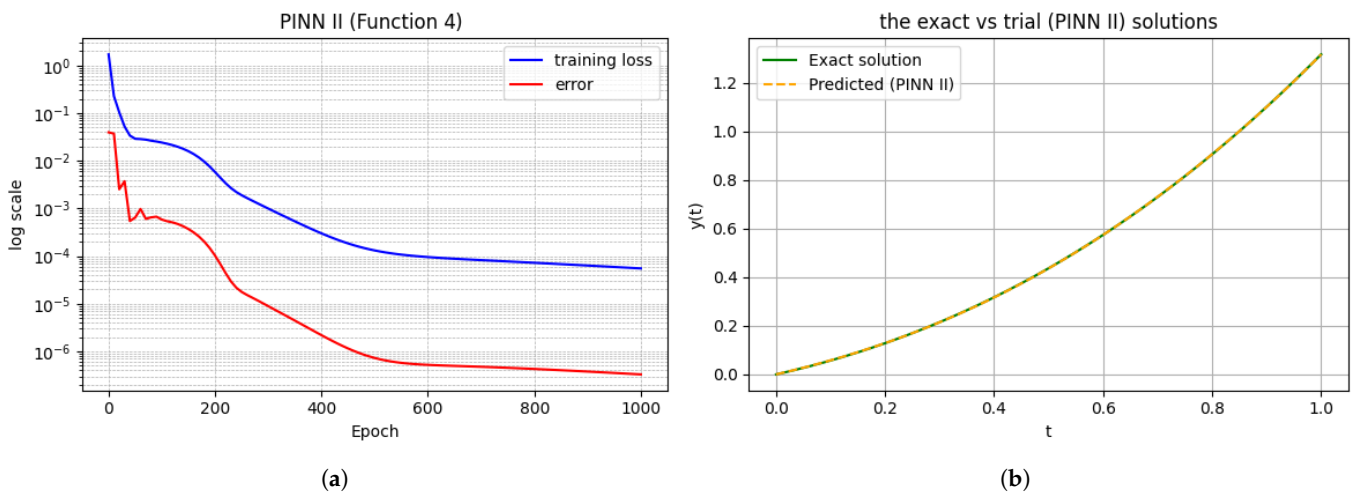 PINN II (Function 4)
training loss
error
10⁰
10⁻¹
10⁻²
10⁻³
10⁻⁴
10⁻⁵
10⁻⁶
log scale
0
200
400
600
800
1000
Epoch
(a)
the exact vs trial (PINN II) solutions
Exact solution
Predicted (PINN II)
1.2
1.0
0.8
0.6
0.4
0.2
0.0
y(t)
0.0
0.2
0.4
0.6
0.8
1.0
t
(b)